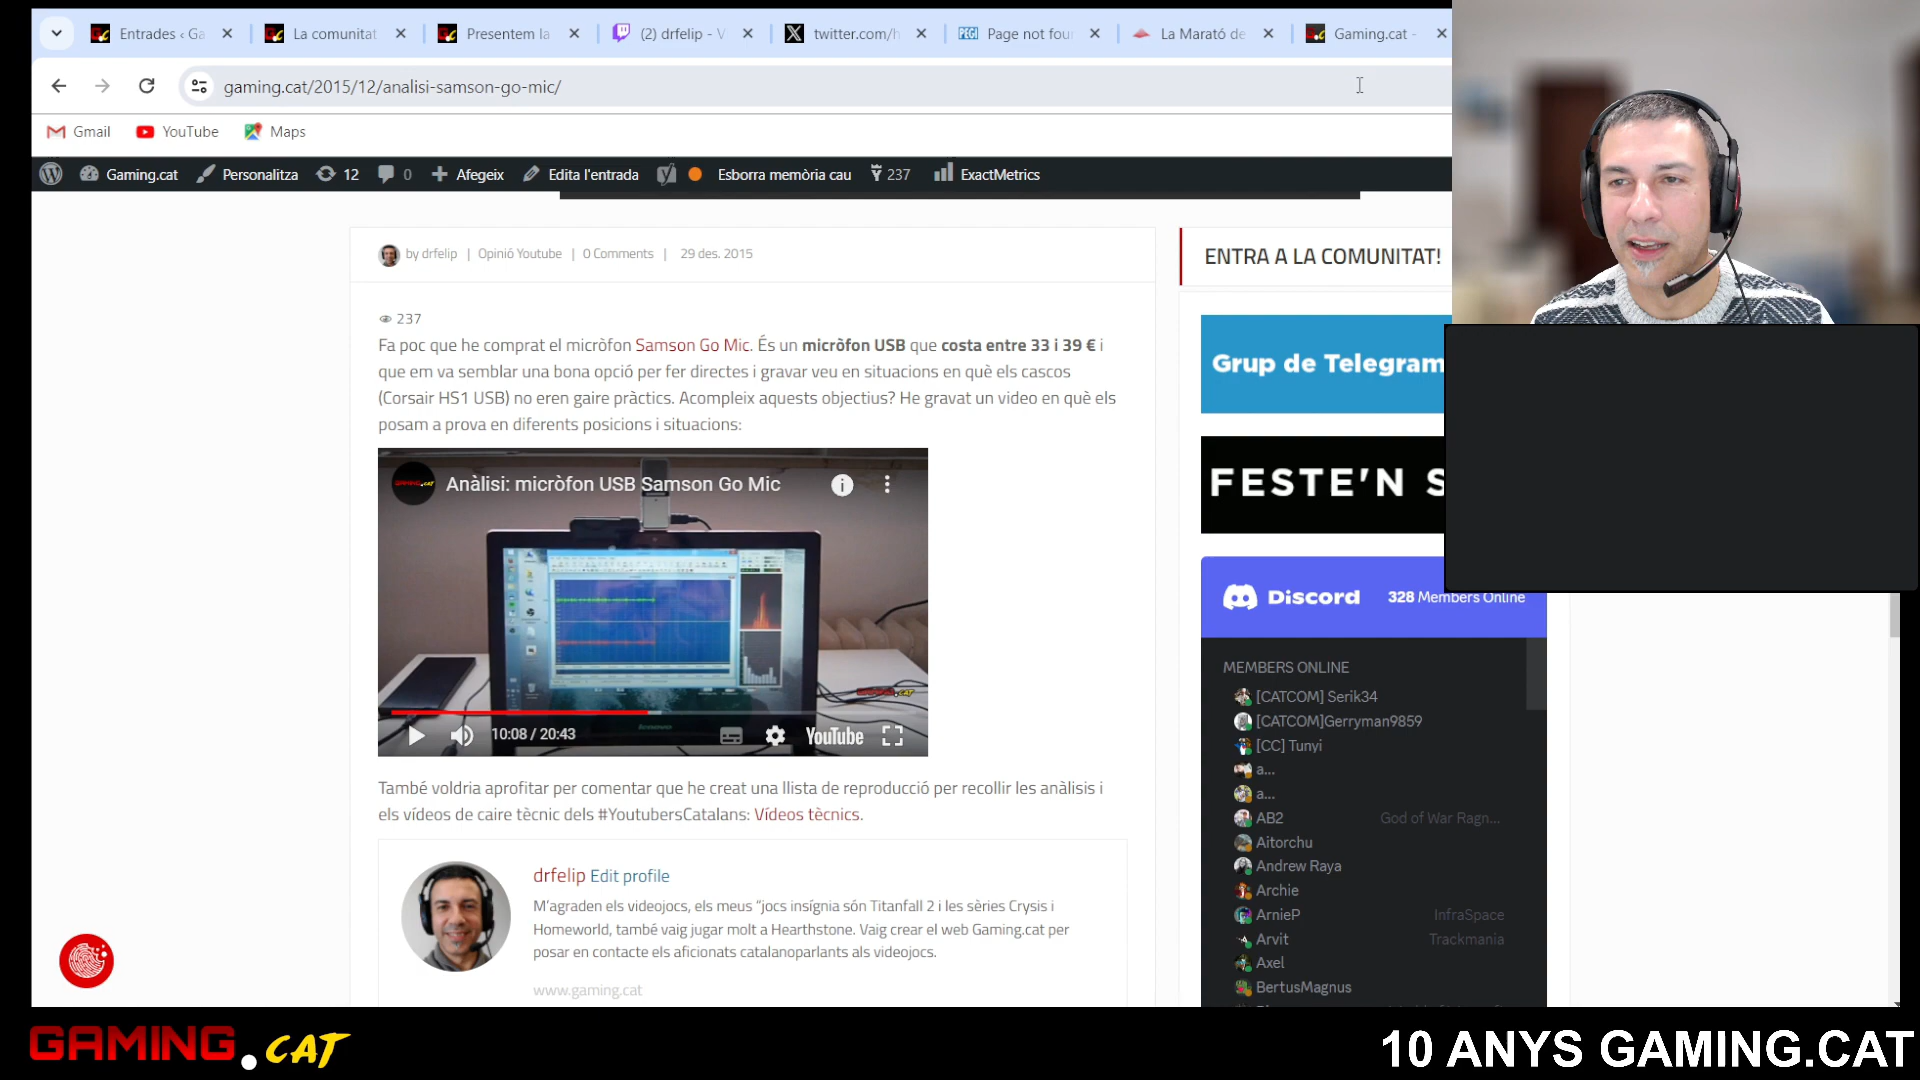 Entrades ‹ Ga
La comunitat
Presentem la
(2) drfelip - V
twitter.com/h
Page not fou
La Marató de
Gaming.cat -
gaming.cat/2015/12/analisi-samson-go-mic/
Gmail
YouTube
Maps
Gaming.cat
Personalitza
12
0
Afegeix
Edita l'entrada
Esborra memòria cau
237
ExactMetrics
by drfelip | Opinió Youtube | 0 Comments | 29 des. 2015
237
Fa poc que he comprat el micròfon Samson Go Mic. És un micròfon USB que costa entre 33 i 39 € i
que em va semblar una bona opció per fer directes i gravar veu en situacions en què els cascos
(Corsair HS1 USB) no eren gaire pràctics. Acompleix aquests objectius? He gravat un video en què els
posam a prova en diferents posicions i situacions:
GAMING.CAT
Anàlisi: micròfon USB Samson Go Mic
GAMING.CAT
10:08 / 20:43
YouTube
També voldria aprofitar per comentar que he creat una llista de reproducció per recollir les anàlisis i
els vídeos de caire tècnic dels #YoutubersCatalans: Vídeos tècnics.
drfelip Edit profile
M'agraden els videojocs, els meus "jocs insígnia són Titanfall 2 i les sèries Crysis i
Homeworld, també vaig jugar molt a Hearthstone. Vaig crear el web Gaming.cat per
posar en contacte els aficionats catalanoparlants als videojocs.
www.gaming.cat
ENTRA A LA COMUNITAT!
Grup de Telegram
FESTE'N S
Discord
328 Members Online
MEMBERS ONLINE
[CATCOM] Serik34
[CATCOM]Gerryman9859
[CC] Tunyi
a...
a...
AB2 God of War Ragn...
Aitorchu
Andrew Raya
Archie
ArnieP InfraSpace
Arvit Trackmania
Axel
BertusMagnus
GAMING.CAT
10 ANYS GAMING.CAT